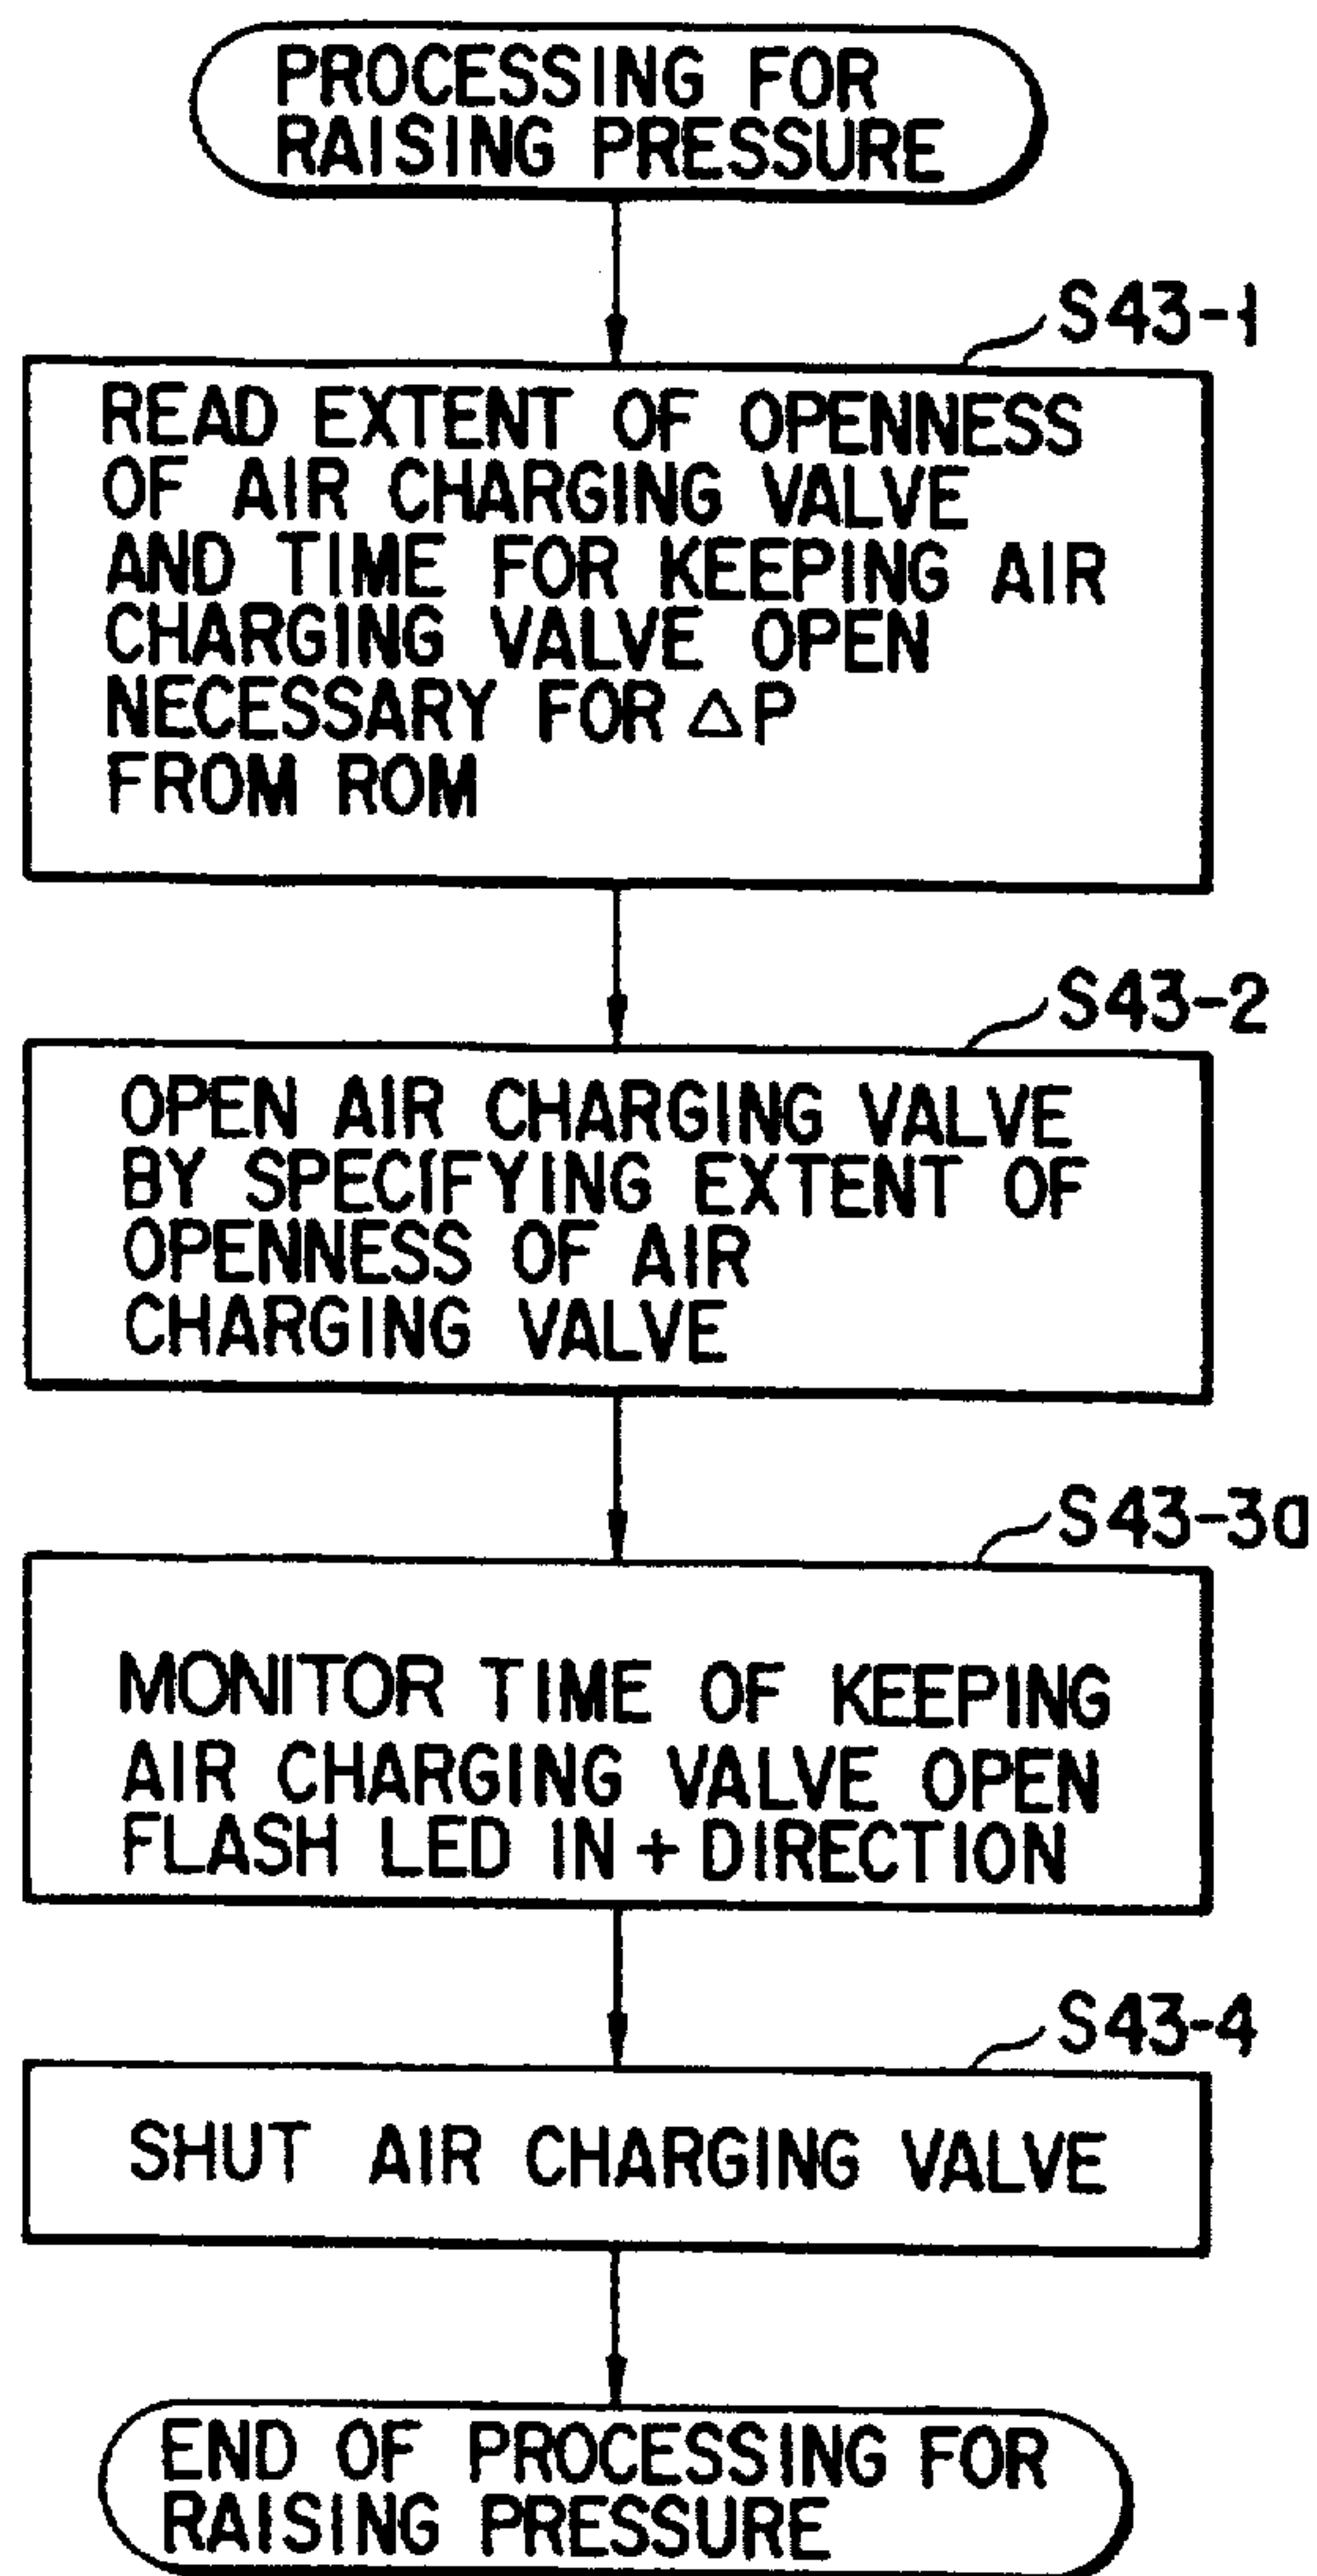 PROCESSING FOR
RAISING PRESSURE
S43-1
READ EXTENT OF OPENNESS
OF AIR CHARGING VALVE
AND TIME FOR KEEPING AIR
CHARGING VALVE OPEN
NECESSARY FOR △P
FROM ROM
S43-2
OPEN AIR CHARGING VALVE
BY SPECIFYING EXTENT OF
OPENNESS OF AIR
CHARGING VALVE
S43-3a
MONITOR TIME OF KEEPING
AIR CHARGING VALVE OPEN
FLASH LED IN + DIRECTION
S43-4
SHUT AIR CHARGING VALVE
END OF PROCESSING FOR
RAISING PRESSURE